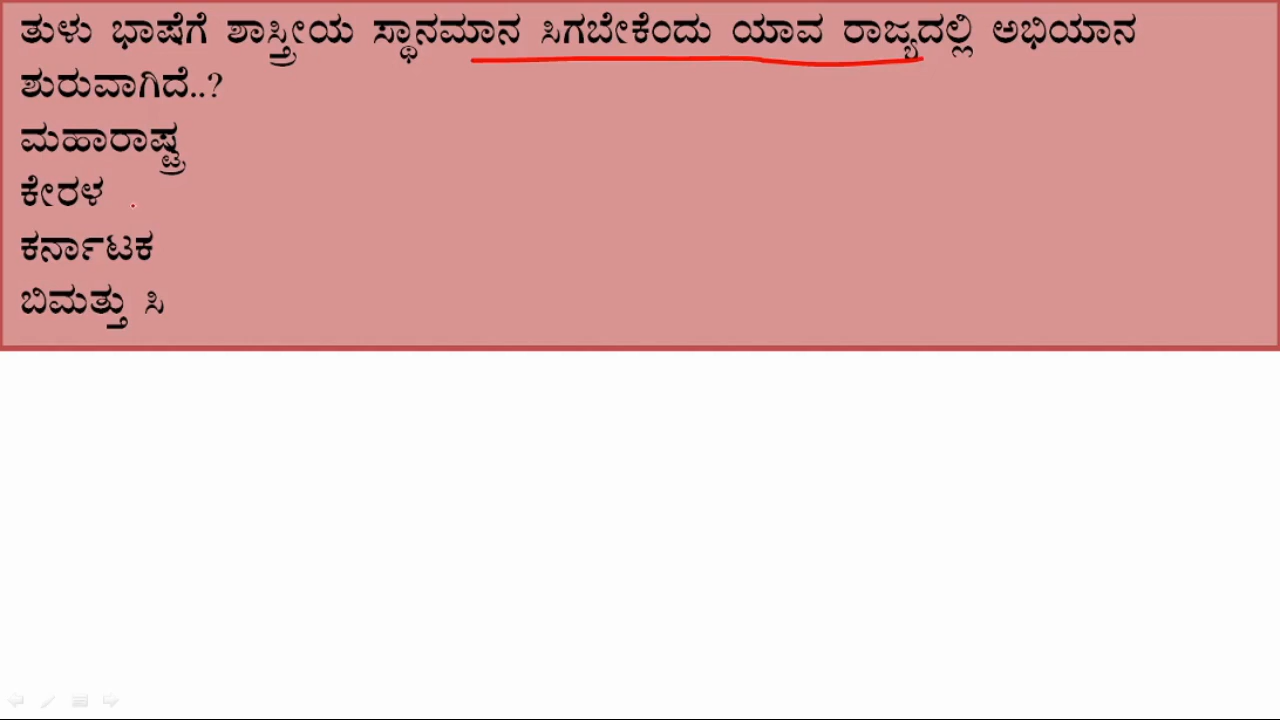 ತುಳು ಭಾಷೆಗೆ ಶಾಸ್ತ್ರೀಯ ಸ್ಥಾನಮಾನ ಸಿಗಬೇಕೆಂದು ಯಾವ ರಾಜ್ಯದಲ್ಲಿ ಅಭಿಯಾನ
ಶುರುವಾಗಿದೆ..?
ಮಹಾರಾಷ್ಟ್ರ
ಕೇರಳ
ಕರ್ನಾಟಕ
ಬಿಮತ್ತು ಸಿ